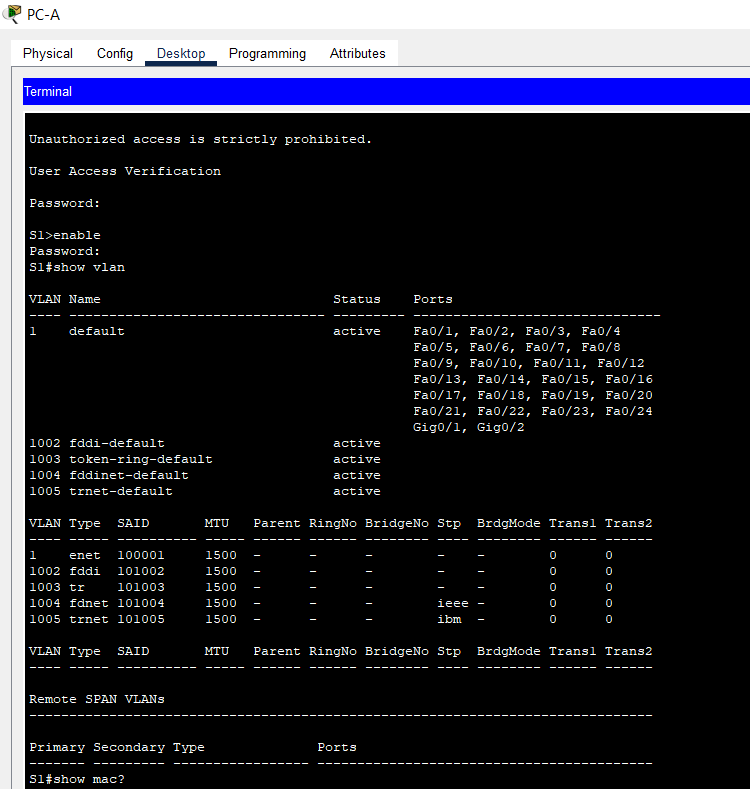 PC-A
Physical Config Desktop Programming Attributes
Terminal
Unauthorized access is strictly prohibited.
User Access Verification
Password:
S1>enable
Password:
S1#show vlan
VLAN Name                             Status    Ports
---- -------------------------------- --------- -------------------------------
1    default                          active    Fa0/1, Fa0/2, Fa0/3, Fa0/4
                                                Fa0/5, Fa0/6, Fa0/7, Fa0/8
                                                Fa0/9, Fa0/10, Fa0/11, Fa0/12
                                                Fa0/13, Fa0/14, Fa0/15, Fa0/16
                                                Fa0/17, Fa0/18, Fa0/19, Fa0/20
                                                Fa0/21, Fa0/22, Fa0/23, Fa0/24
                                                Gig0/1, Gig0/2
1002 fddi-default                     active
1003 token-ring-default               active
1004 fddinet-default                  active
1005 trnet-default                    active
VLAN Type  SAID       MTU   Parent RingNo BridgeNo Stp  BrdgMode Trans1 Trans2
---- ----- ---------- ----- ------ ------ -------- ---- -------- ------ ------
1    enet  100001     1500  -      -      -        -    -        0      0
1002 fddi  101002     1500  -      -      -        -    -        0      0
1003 tr    101003     1500  -      -      -        -    -        0      0
1004 fdnet 101004     1500  -      -      -        ieee -        0      0
1005 trnet 101005     1500  -      -      -        ibm  -        0      0
VLAN Type  SAID       MTU   Parent RingNo BridgeNo Stp  BrdgMode Trans1 Trans2
---- ----- ---------- ----- ------ ------ -------- ---- -------- ------ ------
Remote SPAN VLANs
------------------------------------------------------------------------------
Primary Secondary Type              Ports
------- --------- ----------------- ------------------------------------------
S1#show mac?